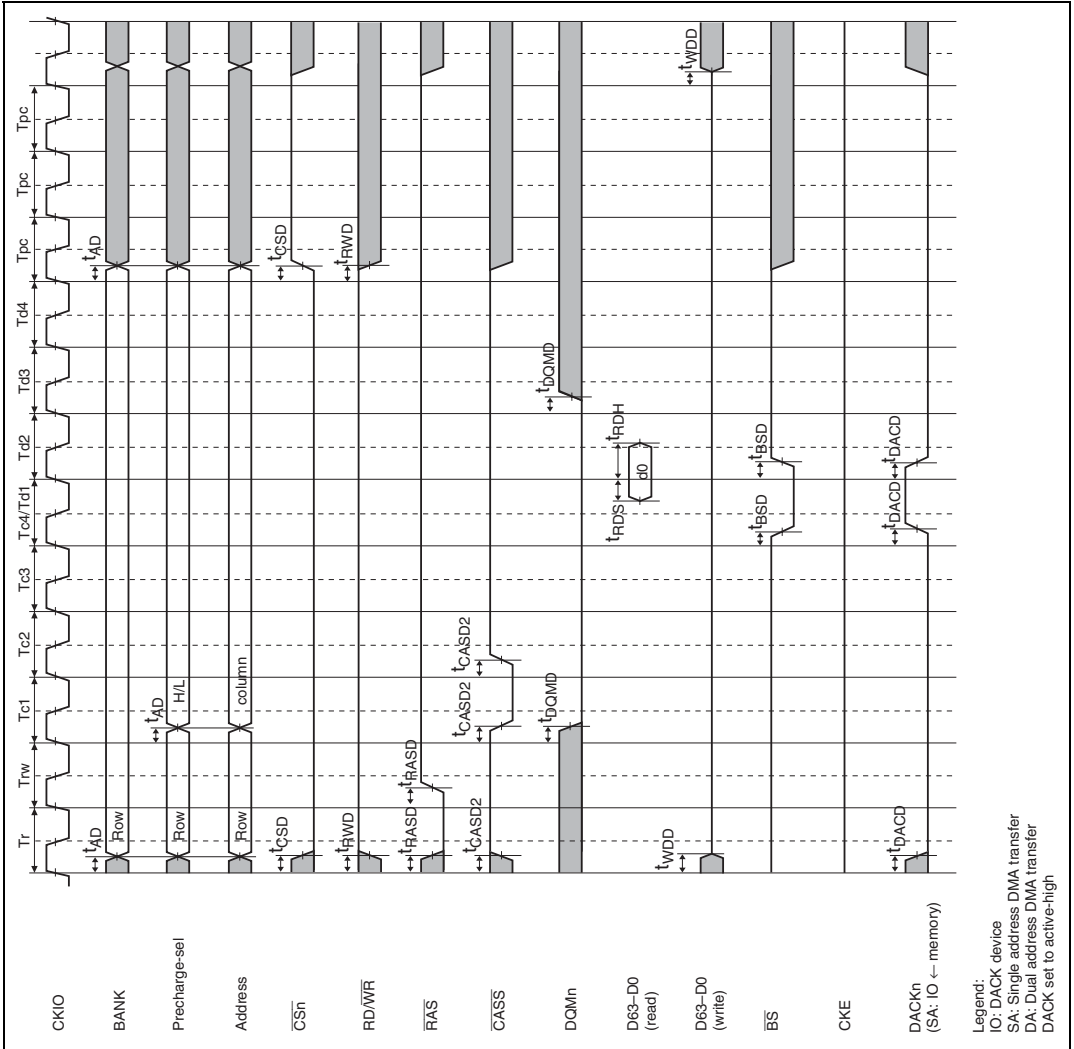 Tr
Trw
Tc1
Tc2
Tc3
Tc4/Td1
Td2
Td3
Td4
Tpc
Tpc
Tpc
CKIO
BANK
tAD
Row
tAD
Precharge-sel
Row
tAD
H/L
Address
Row
column
CSn
tCSD
tCSD
RD/WR
tRWD
tRWD
RAS
tRASD
tRASD
CASS
tCASD2
tCASD2
tCASD2
DQMn
tDQMD
tDQMD
D63–D0
(read)
tRDS
d0
tRDH
D63–D0
(write)
tWDD
tWDD
BS
tBSD
tBSD
CKE
DACKn
(SA: IO ← memory)
tDACD
tDACD
tDACD
Legend:
IO: DACK device
SA: Single address DMA transfer
DA: Dual address DMA transfer
DACK set to active-high